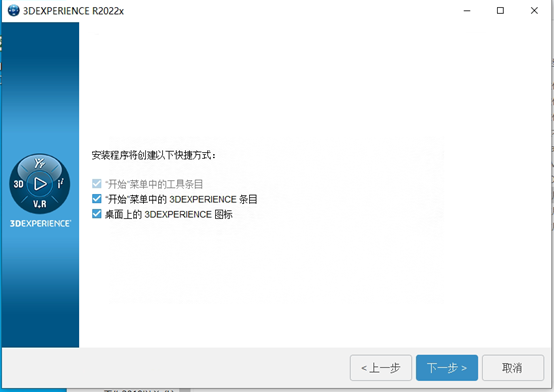 3DEXPERIENCE R2022x
安装程序将创建以下快捷方式：
“开始”菜单中的工具条目
“开始”菜单中的 3DEXPERIENCE 条目
桌面上的 3DEXPERIENCE 图标
3D
V.R
3DEXPERIENCE
< 上一步
下一步 >
取消